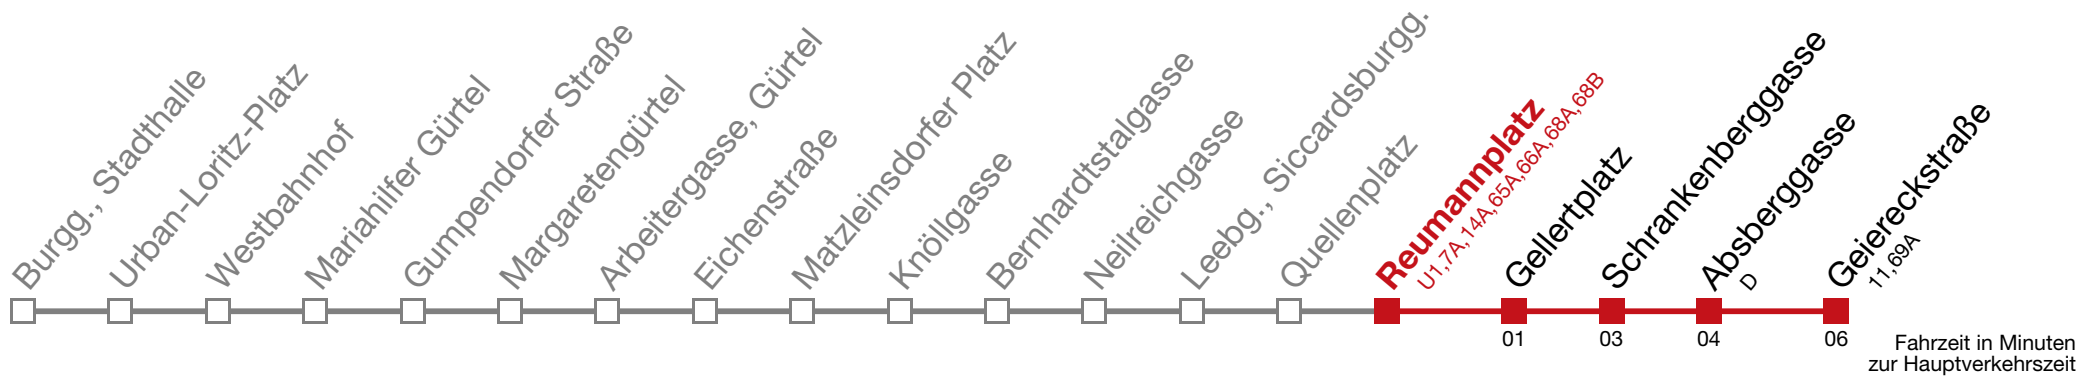 Burgg., Stadthalle
Urban-Loritz-Platz
Westbahnhof
Mariahilfer Gürtel
Gumpendorfer Straße
Margaretengürtel
Arbeitergasse, Gürtel
Eichenstraße
Matzleinsdorfer Platz
Knöllgasse
Bernhardtstalgasse
Neilreichgasse
Leebg., Siccardsburgg.
Quellenplatz
Reumannplatz
U1,7A,14A,65A,66A,68A,68B
Gellertplatz
Schrankenberggasse
Absberggasse
D
Geiereckstraße
11,69A
01
03
04
06
Fahrzeit in Minuten
zur Hauptverkehrszeit